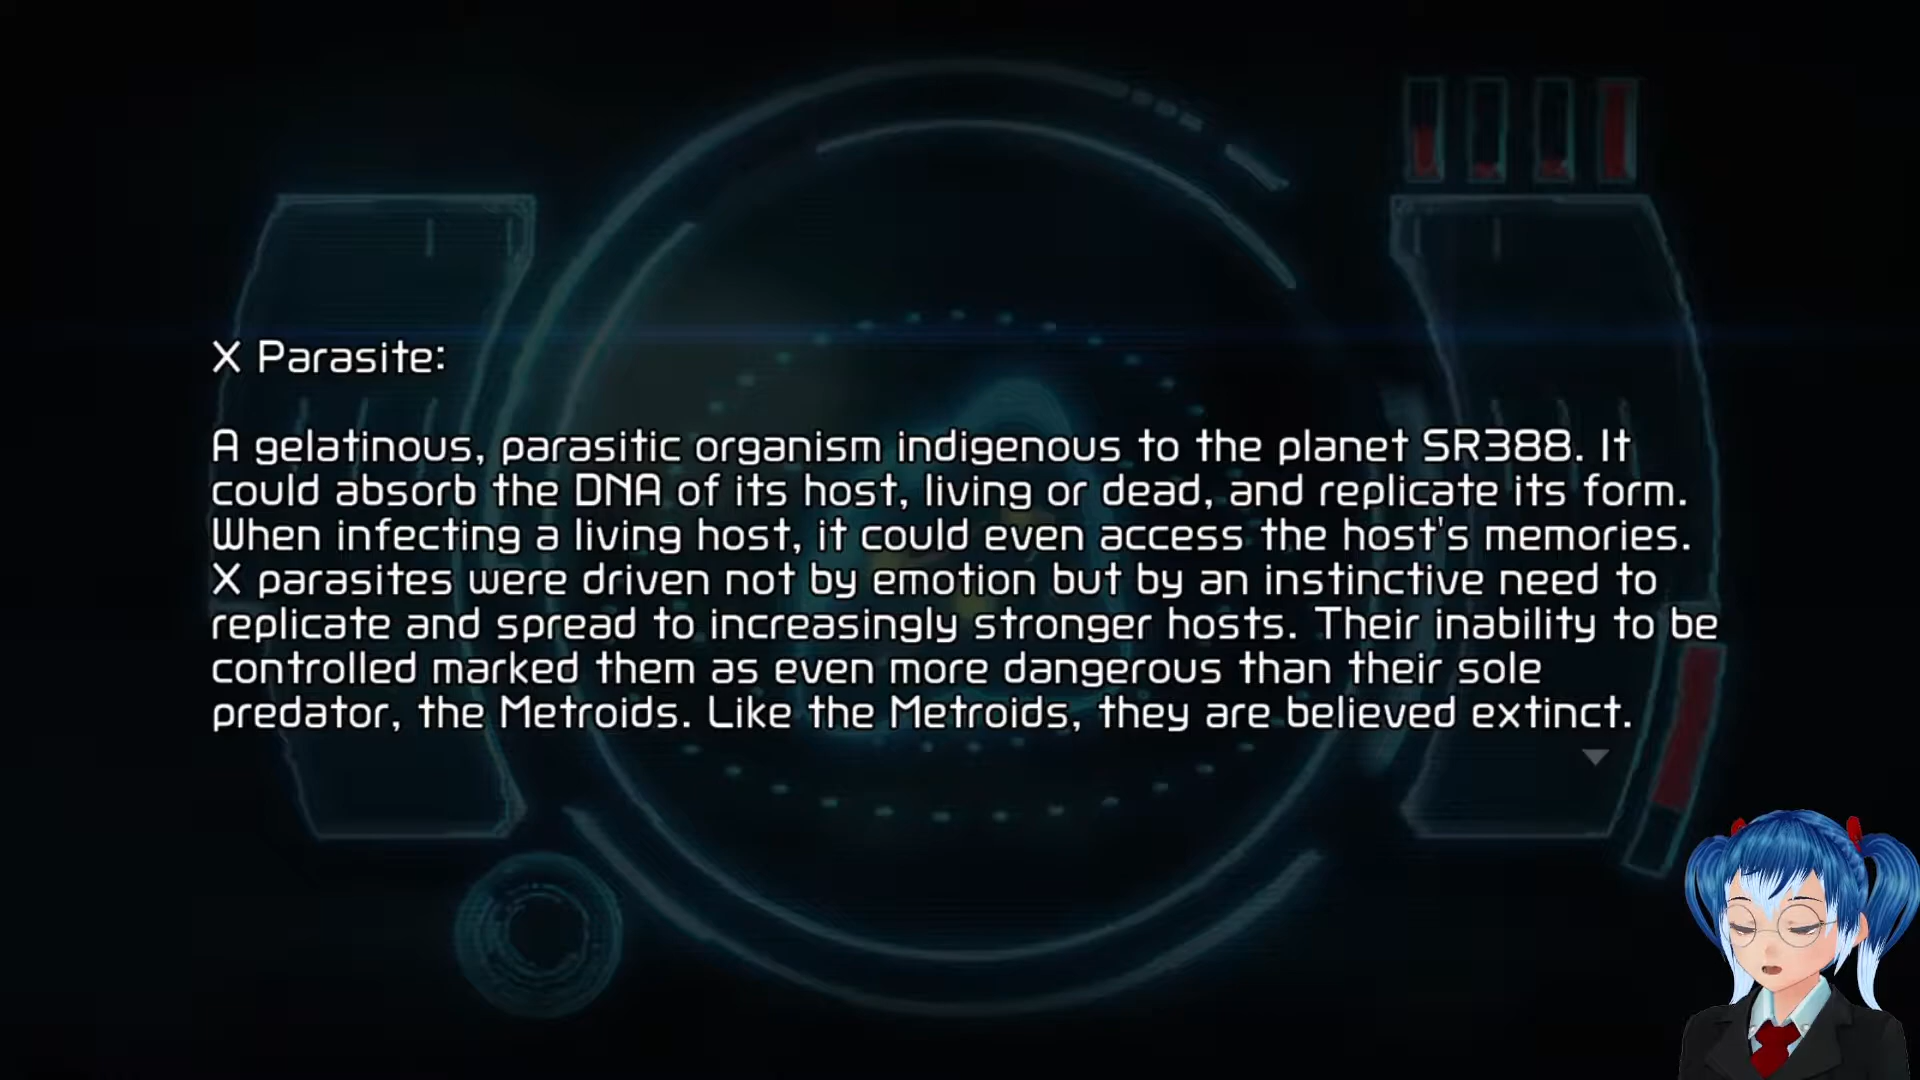 X Parasite:
A gelatinous, parasitic organism indigenous to the planet SR388. It
could absorb the DNA of its host, living or dead, and replicate its form.
When infecting a living host, it could even access the host's memories.
X parasites were driven not by emotion but by an instinctive need to
replicate and spread to increasingly stronger hosts. Their inability to be
controlled marked them as even more dangerous than their sole
predator, the Metroids. Like the Metroids, they are believed extinct.